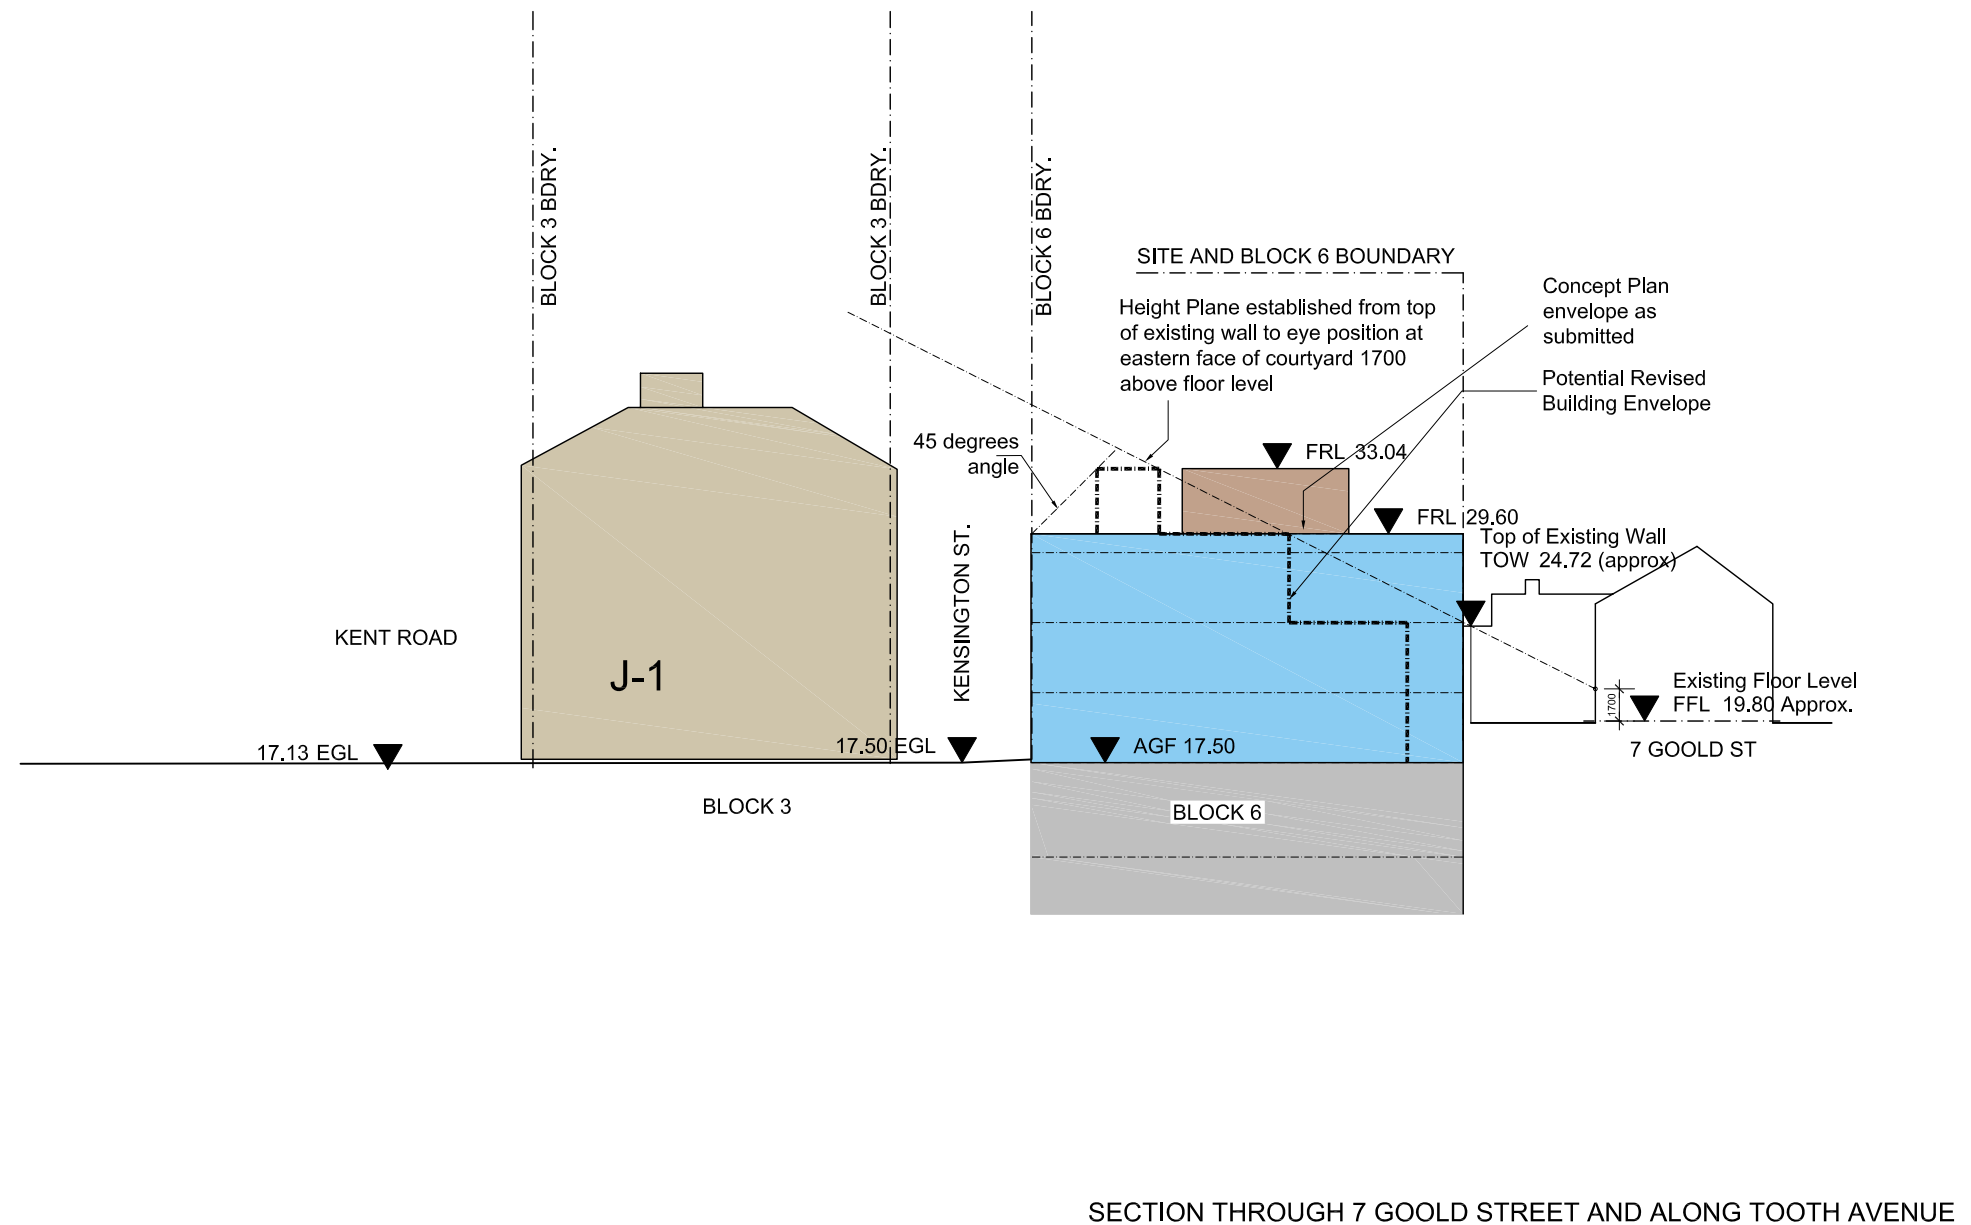 BLOCK 3 BDRY.
BLOCK 3 BDRY.
BLOCK 6 BDRY.
SITE AND BLOCK 6 BOUNDARY
Height Plane established from top
of existing wall to eye position at
eastern face of courtyard 1700
above floor level
Concept Plan
envelope as
submitted
Potential Revised
Building Envelope
45 degrees
angle
FRL 33.04
FRL 29.60
Top of Existing Wall
TOW 24.72 (approx)
KENSINGTON ST.
KENT ROAD
J-1
1700
Existing Floor Level
FFL 19.80 Approx.
7 GOOLD ST
17.13 EGL
17.50 EGL
AGF 17.50
BLOCK 3
BLOCK 6
SECTION THROUGH 7 GOOLD STREET AND ALONG TOOTH AVENUE